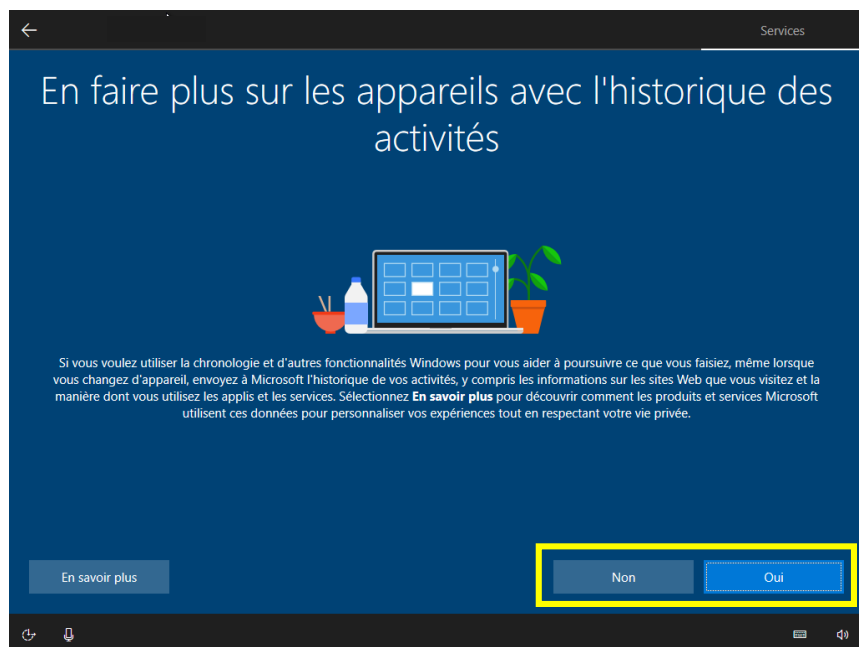 Services
En faire plus sur les appareils avec l'historique des
activités
Si vous voulez utiliser la chronologie et d'autres fonctionnalités Windows pour vous aider à poursuivre ce que vous faisiez, même lorsque
vous changez d'appareil, envoyez à Microsoft l'historique de vos activités, y compris les informations sur les sites Web que vous visitez et la
manière dont vous utilisez les applis et les services. Sélectionnez En savoir plus pour découvrir comment les produits et services Microsoft
utilisent ces données pour personnaliser vos expériences tout en respectant votre vie privée.
En savoir plus
Non
Oui